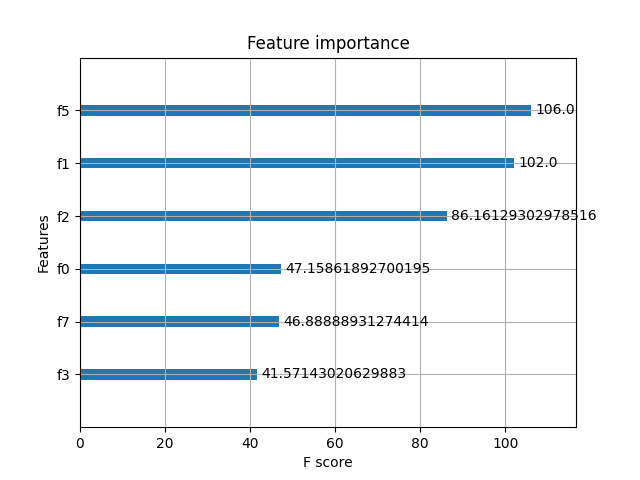 Feature importance
f5
106.0
f1
102.0
f2
86.16129302978516
f0
47.15861892700195
f7
46.88888931274414
f3
41.57143020629883
0 20 40 60 80 100
F score
Features